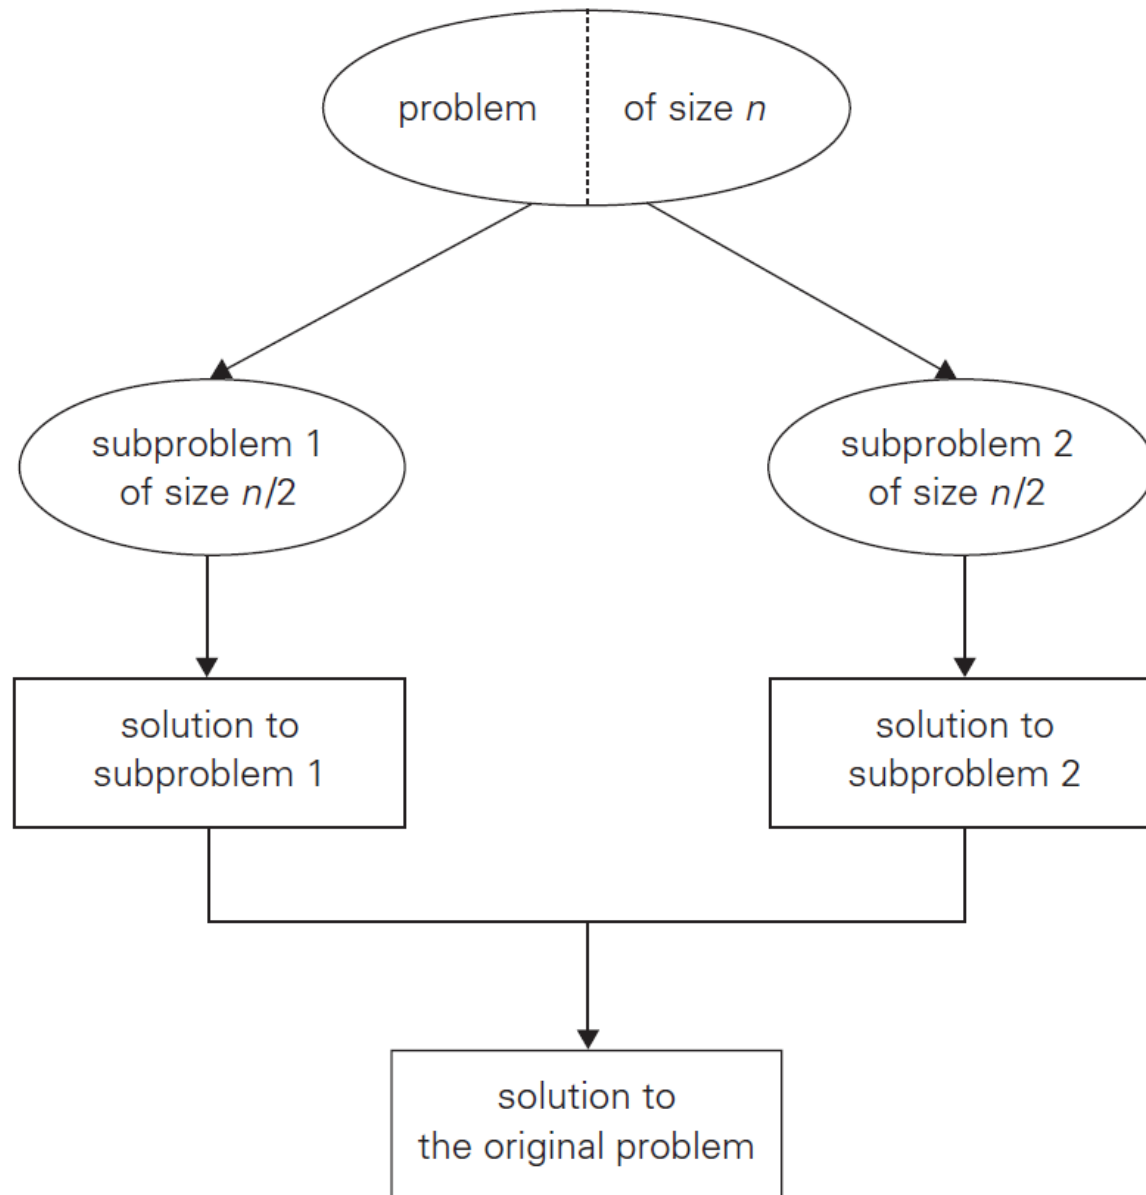 problem of size n
subproblem 1
of size n/2
subproblem 2
of size n/2
solution to
subproblem 1
solution to
subproblem 2
solution to
the original problem